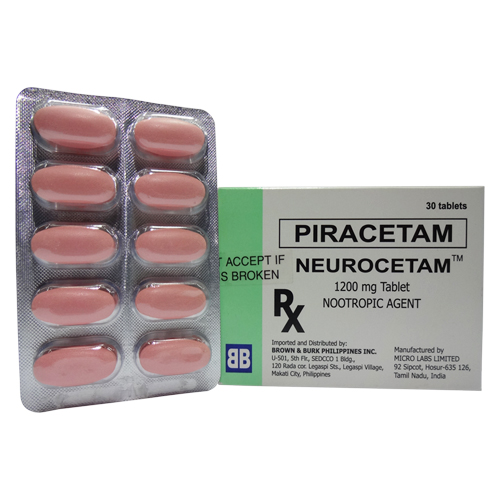 30 tablets
PIRACETAM
NEUROCETAM™
1200 mg Tablet
NOOTROPIC AGENT
Rx
T ACCEPT IF
S BROKEN
BB
Imported and Distributed by:
BROWN & BURK PHILIPPINES INC.
U-501, 5th Flr, SEDCCO 1 Bldg.,
120 Rada cor. Legaspi Sts., Legaspi Village,
Makati City, Philippines
Manufactured by
MICRO LABS LIMITED
92 Sipcot, Hosur-635 126,
Tamil Nadu, India